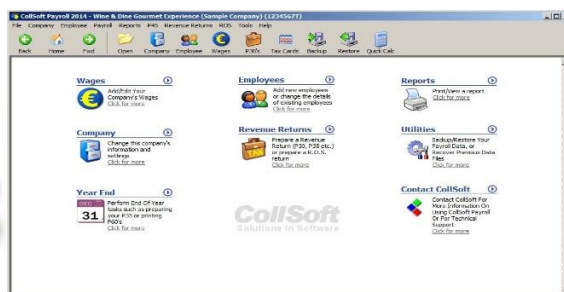 CollSoft Payroll 2014 - Wine & Dine Gourmet Experience (Sample Company) (1234567T)
File Company Employee Payroll Reports P45 Revenue Returns ROS Tools Help
Back Home Fwd Open Company Employee Wages P30's Tax Cards Backup Restore Quick Calc
Wages
Add/Edit Your
Company's Wages
Click for more
Employees
Add new employees
or change the details
of existing employees
Click for more
Reports
Print/View a report
Click for more
Company
Change this company's
information and
settings
Click for more
Revenue Returns
Prepare a Revenue
Return (P30, P35 etc.)
or prepare a R.O.S.
return
Click for more
TAX
Utilities
Backup/Restore Your
Payroll Data, or
Recover Previous Data
Files
Click for more
Year End
31
Perform End Of Year
tasks such as preparing
your P35 or printing
P60's
Click for more
CollSoft
Solutions in Software
Contact CollSoft
Contact CollSoft For
More Information On
Using CollSoft Payroll
Or For Technical
Support
Click for more